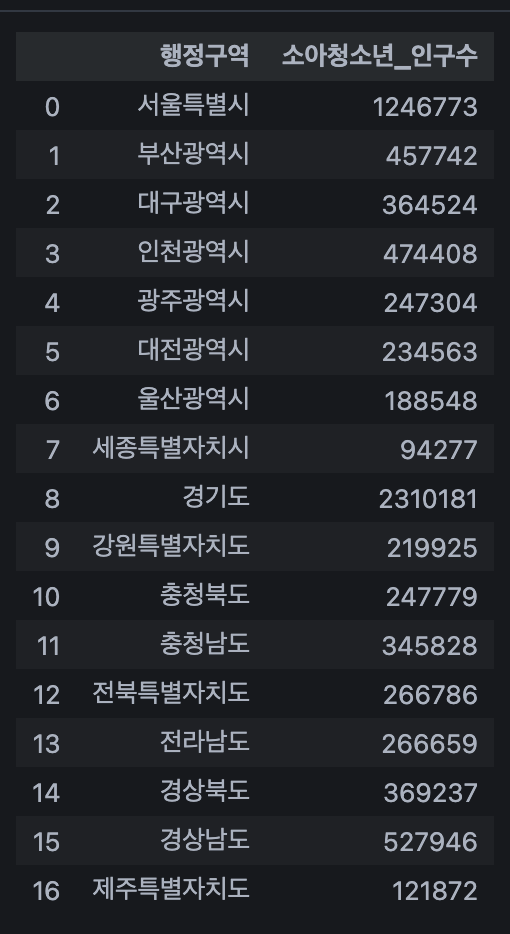 행정구역 소아청소년_인구수
0 서울특별시 1246773
1 부산광역시 457742
2 대구광역시 364524
3 인천광역시 474408
4 광주광역시 247304
5 대전광역시 234563
6 울산광역시 188548
7 세종특별자치시 94277
8 경기도 2310181
9 강원특별자치도 219925
10 충청북도 247779
11 충청남도 345828
12 전북특별자치도 266786
13 전라남도 266659
14 경상북도 369237
15 경상남도 527946
16 제주특별자치도 121872